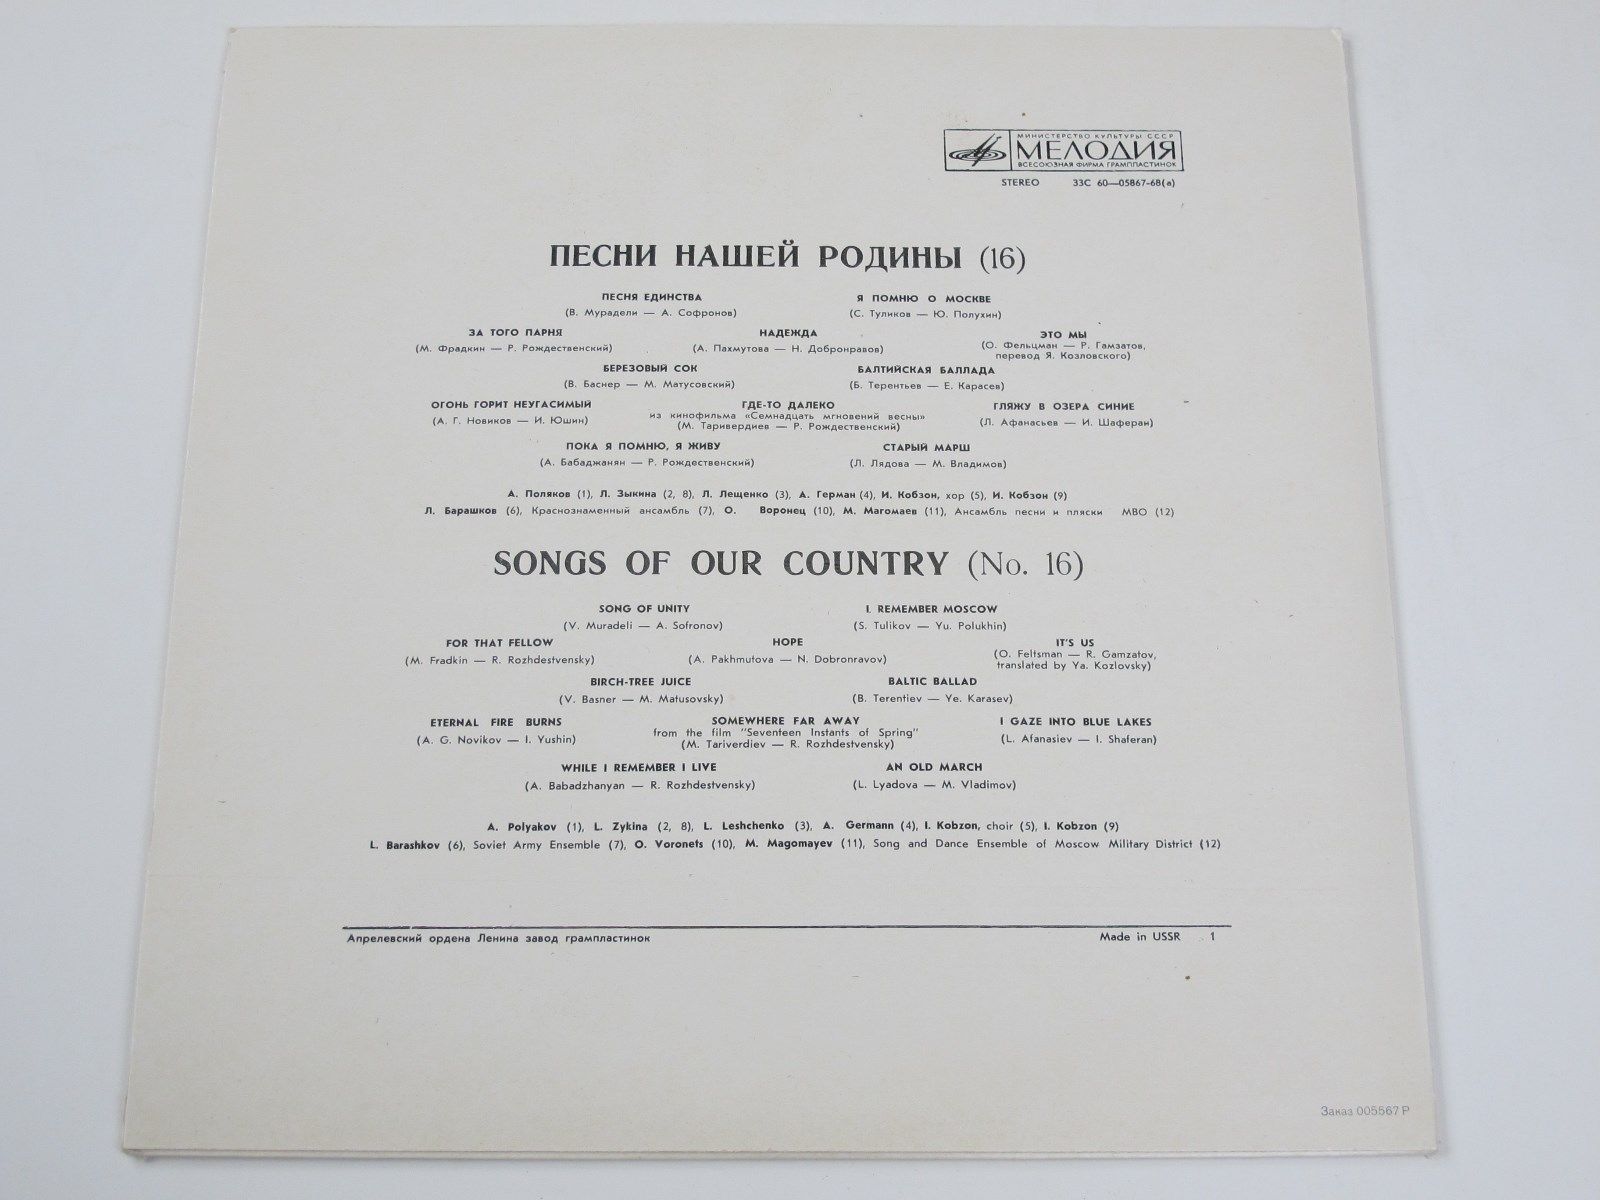 МИНИСТЕРСТВО КУЛЬТУРЫ СССР
МЕЛОДИЯ
ВСЕСОЮЗНАЯ ФИРМА ГРАМПЛАСТИНОК
STEREO 33С 60—05867-68(а)
ПЕСНИ НАШЕЙ РОДИНЫ (16)
ПЕСНЯ ЕДИНСТВА Я ПОМНЮ О МОСКВЕ
(В. Мурадели — А. Софронов) (С. Туликов — Ю. Полухин)
ЗА ТОГО ПАРНЯ НАДЕЖДА ЭТО МЫ
(М. Фрадкин — Р. Рождественский) (А. Пахмутова — Н. Добронравов) (О. Фельцман — Р. Гамзатов,
перевод Я. Козловского)
БЕРЕЗОВЫЙ СОК БАЛТИЙСКАЯ БАЛЛАДА
(В. Баснер — М. Матусовский) (Б. Терентьев — Е. Карасев)
ОГОНЬ ГОРИТ НЕУГАСИМЫЙ ГДЕ-ТО ДАЛЕКО ГЛЯЖУ В ОЗЕРА СИНИЕ
из кинофильма «Семнадцать мгновений весны»
(А. Г. Новиков — И. Юшин) (М. Таривердиев — Р. Рождественский) (Л. Афанасьев — И. Шаферан)
ПОКА Я ПОМНЮ, Я ЖИВУ СТАРЫЙ МАРШ
(А. Бабаджанян — Р. Рождественский) (Л. Лядова — М. Владимов)
А. Поляков (1), Л. Зыкина (2, 8), Л. Лещенко (3), А. Герман (4), И. Кобзон, хор (5), И. Кобзон (9)
Л. Барашков (6), Краснознаменный ансамбль (7), О. Воронец (10), М. Магомаев (11), Ансамбль песни и пляски МВО (12)
SONGS OF OUR COUNTRY (No. 16)
SONG OF UNITY I. REMEMBER MOSCOW
(V. Muradeli — A. Sofronov) (S. Tulikov — Yu. Polukhin)
FOR THAT FELLOW HOPE IT'S US
(M. Fradkin — R. Rozhdestvensky) (A. Pakhmutova — N. Dobronravov) (O. Feltsman — R. Gamzatov,
translated by Ya. Kozlovsky)
BIRCH-TREE JUICE BALTIC BALLAD
(V. Basner — M. Matusovsky) (B. Terentiev — Ye. Karasev)
ETERNAL FIRE BURNS SOMEWHERE FAR AWAY I GAZE INTO BLUE LAKES
from the film "Seventeen Instants of Spring"
(A. G. Novikov — I. Yushin) (M. Tariverdiev — R. Rozhdestvensky) (L. Afanasiev — I. Shaferan)
WHILE I REMEMBER I LIVE AN OLD MARCH
(A. Babadzhanyan — R. Rozhdestvensky) (L. Lyadova — M. Vladimov)
A. Polyakov (1), L. Zykina (2, 8), L. Leshchenko (3), A. Germann (4), I. Kobzon, choir (5), I. Kobzon (9)
L. Barashkov (6), Soviet Army Ensemble (7), O. Voronets (10), M. Magomayev (11), Song and Dance Ensemble of Moscow Military District (12)
Апрелевский ордена Ленина завод грампластинок Made in USSR 1
Заказ 005567 Р